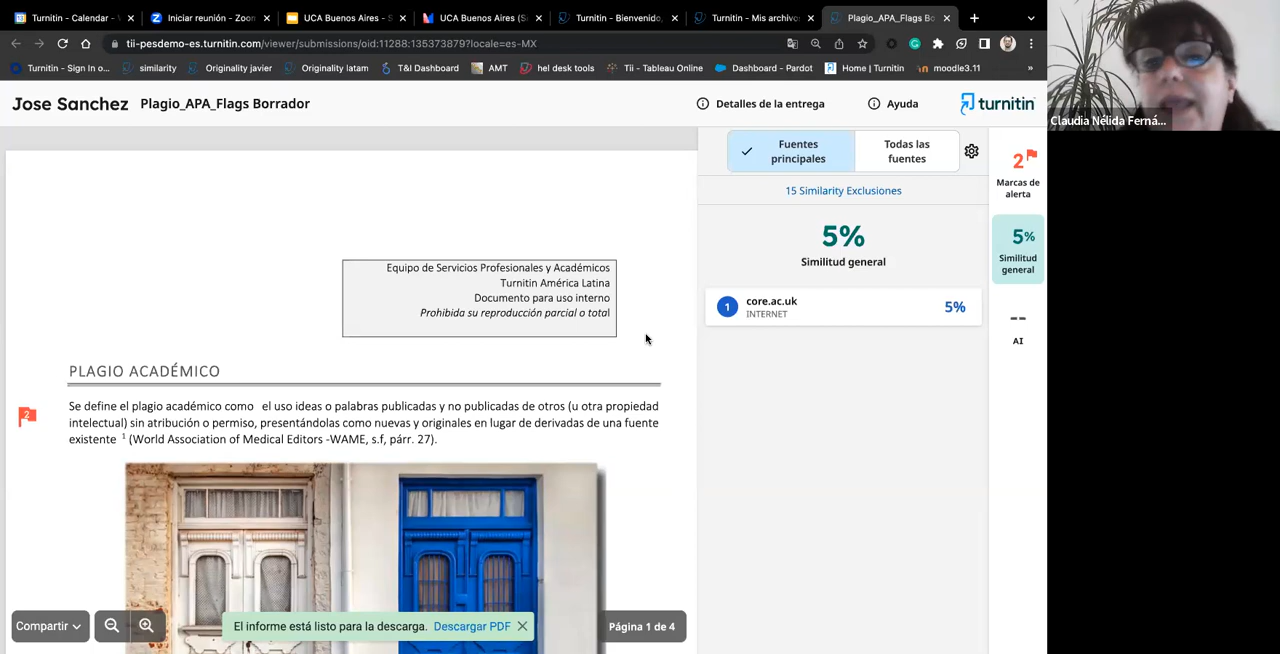 Turnitin - Calendar -
Iniciar reunión - Zoon
UCA Buenos Aires - S
UCA Buenos Aires (S
Turnitin - Bienvenido
Turnitin - Mis archivo
Plagio_APA_Flags Bo
tii-pesdemo-es.turnitin.com/viewer/submissions/oid:11288:135373879?locale=es-MX
Turnitin - Sign In o...
similarity
Originality javier
Originality latam
T&I Dashboard
AMT
hel desk tools
Tii - Tableau Online
Dashboard - Pardot
Home | Turnitin
moodle3.11
»
Jose Sanchez Plagio_APA_Flags Borrador
Detalles de la entrega
Ayuda
turnitin
Claudia Nélida Ferná...
Fuentes
principales
Todas las
fuentes
15 Similarity Exclusiones
5%
Similitud general
1 core.ac.uk 5%
INTERNET
2
Marcas de
alerta
5%
Similitud
general
--
AI
Equipo de Servicios Profesionales y Académicos
Turnitin América Latina
Documento para uso interno
Prohibida su reproducción parcial o total
PLAGIO ACADÉMICO
2
Se define el plagio académico como el uso ideas o palabras publicadas y no publicadas de otros (u otra propiedad
intelectual) sin atribución o permiso, presentándolas como nuevas y originales en lugar de derivadas de una fuente
existente 1 (World Association of Medical Editors -WAME, s.f, párr. 27).
Compartir
El informe está listo para la descarga. Descargar PDF
Página 1 de 4